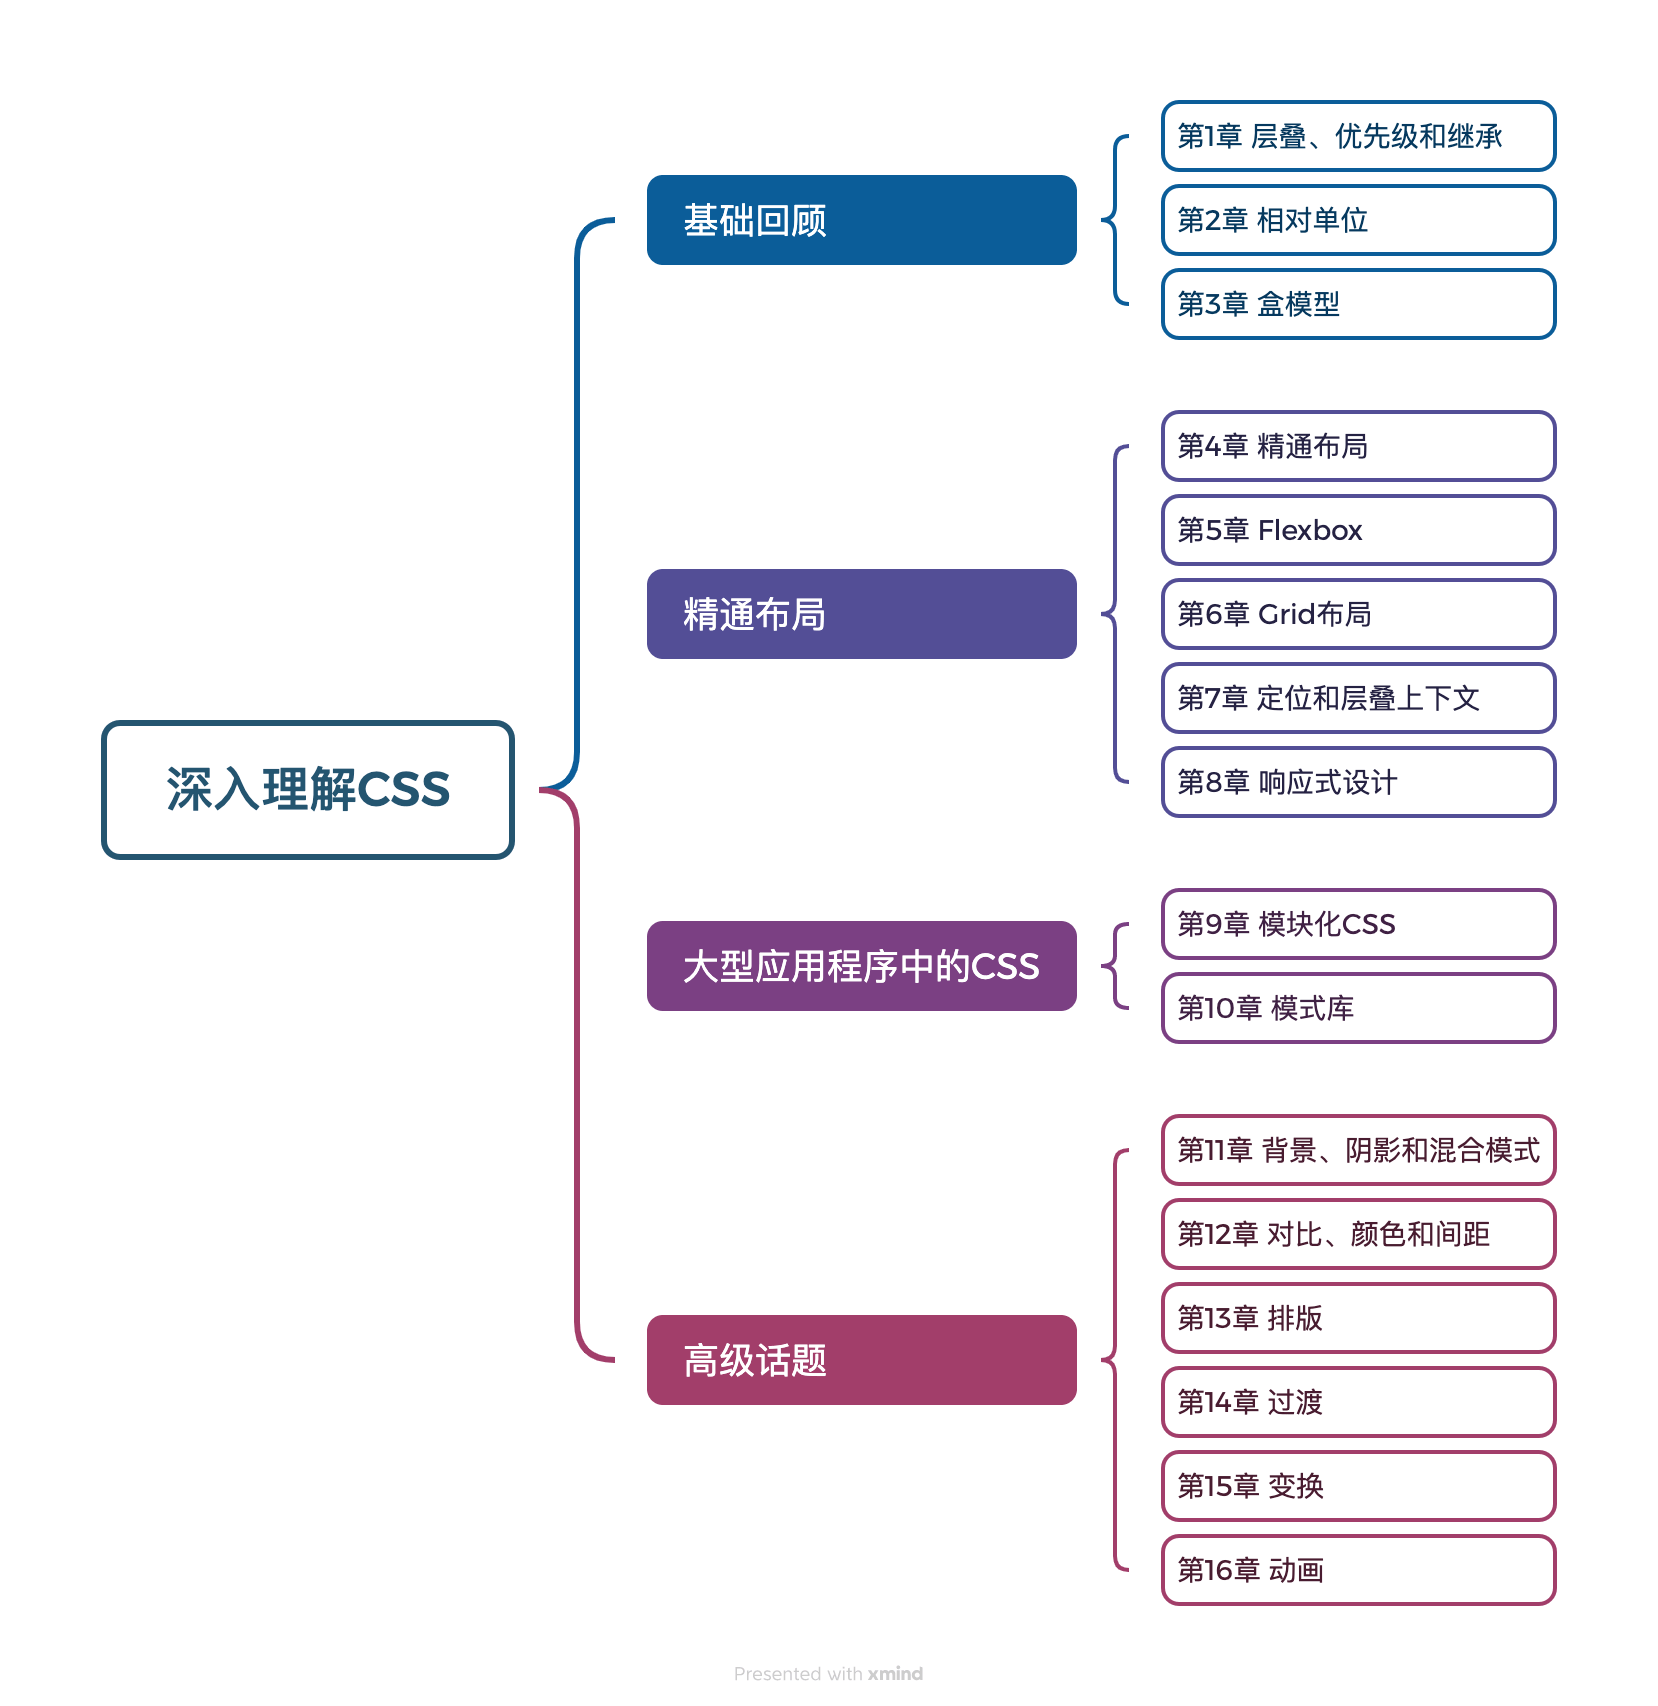 深入理解CSS
基础回顾
第1章 层叠、优先级和继承
第2章 相对单位
第3章 盒模型
精通布局
第4章 精通布局
第5章 Flexbox
第6章 Grid布局
第7章 定位和层叠上下文
第8章 响应式设计
大型应用程序中的CSS
第9章 模块化CSS
第10章 模式库
高级话题
第11章 背景、阴影和混合模式
第12章 对比、颜色和间距
第13章 排版
第14章 过渡
第15章 变换
第16章 动画
Presented with xmind